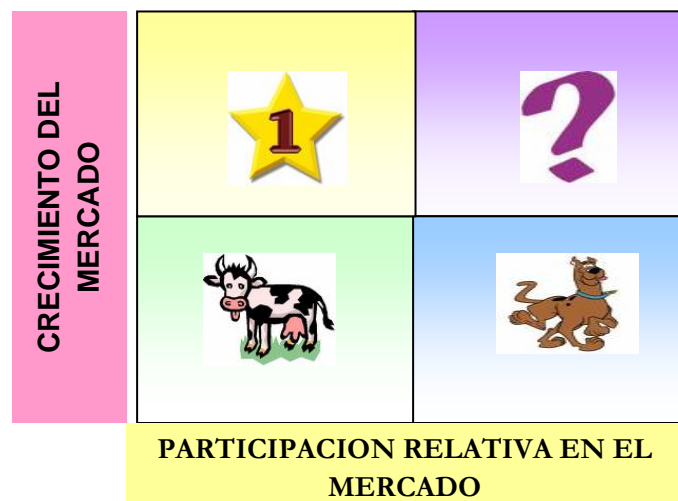 CRECIMIENTO DEL
MERCADO
1
?
PARTICIPACION RELATIVA EN EL
MERCADO